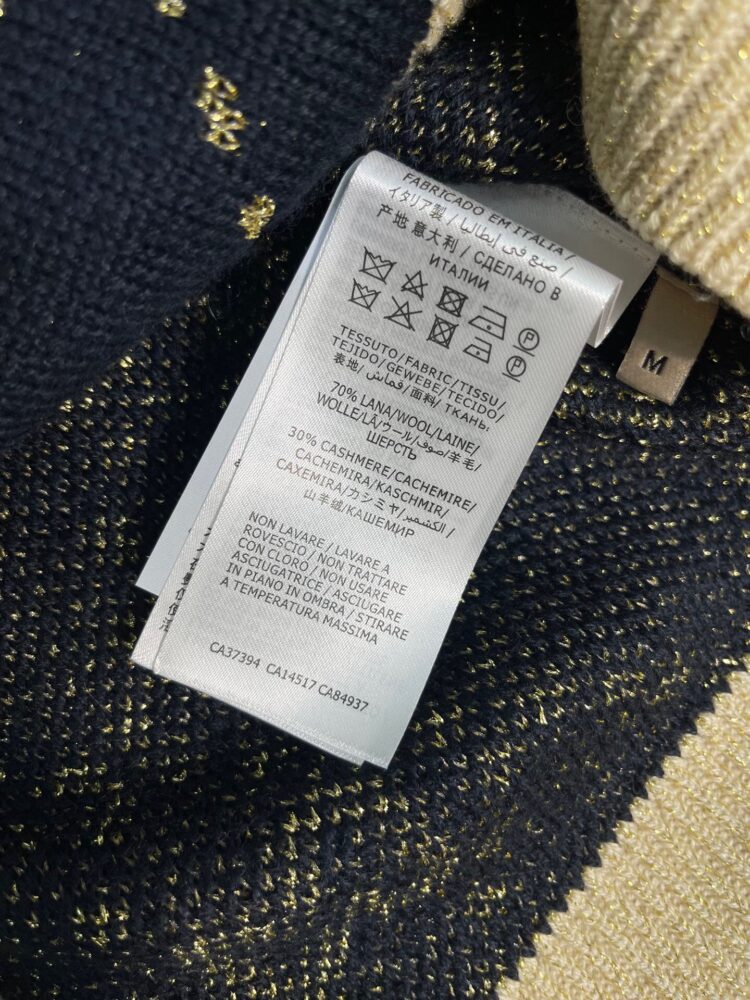 FABRICADO EM ITALIA/
イタリア製 / صنع في إيطاليا /
产地 意大利 / СДЕЛАНО В
ИТАЛИИ
P
P
TESSUTO/FABRIC/TISSU/
TEJIDO/GEWEBE/TECIDO
表地/قماش/面料/ ТКАНЬ:
70% LANA/WOOL/LAINE/
WOLLE/LÃ/ウール/صوف/羊毛/
ШЕРСТЬ
30% CASHMERE/CACHEMIRE/
CACHEMIRA/KASCHMIR/
CAXEMIRA/カシミヤ/الكشمير/
山羊绒/КАШЕМИР
NON LAVARE / LAVARE A
ROVESCIO / NON TRATTARE
CON CLORO / NON USARE
ASCIUGATRICE / ASCIUGARE
IN PIANO IN OMBRA / STIRARE
A TEMPERATURA MASSIMA
CA37394 CA14517 CA84937
M